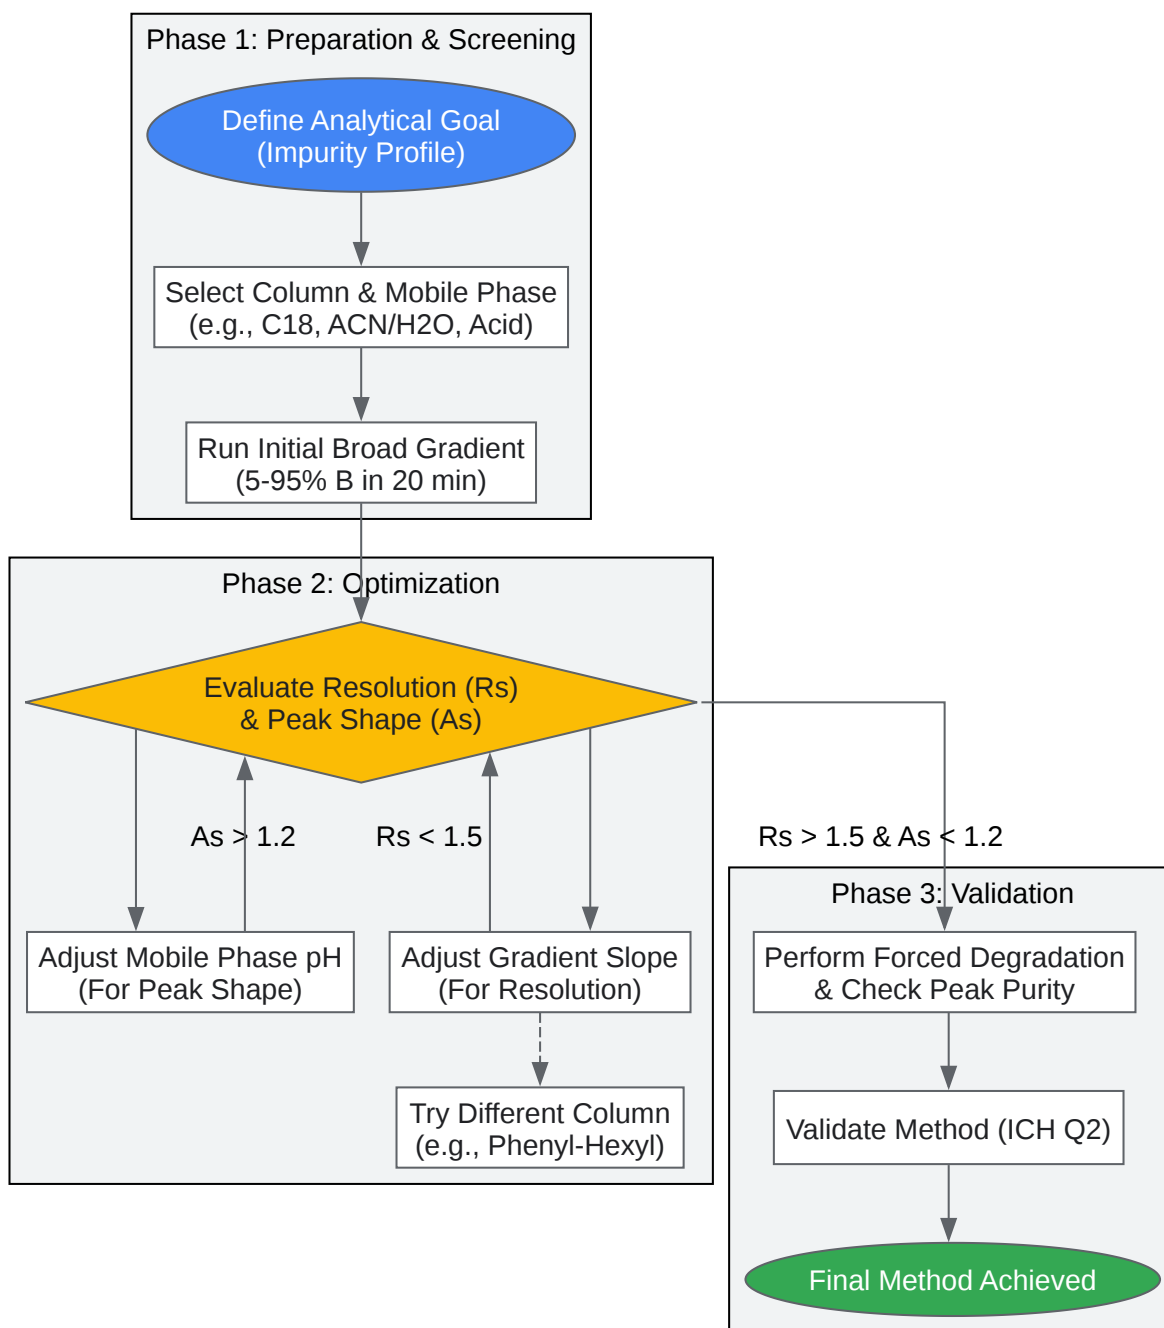 Phase 1: Preparation & Screening
Define Analytical Goal
(Impurity Profile)
Select Column & Mobile Phase
(e.g., C18, ACN/H2O, Acid)
Run Initial Broad Gradient
(5-95% B in 20 min)
Phase 2: Optimization
Evaluate Resolution (Rs)
& Peak Shape (As)
As > 1.2
Rs < 1.5
Rs > 1.5 & As < 1.2
Adjust Mobile Phase pH
(For Peak Shape)
Adjust Gradient Slope
(For Resolution)
Try Different Column
(e.g., Phenyl-Hexyl)
Phase 3: Validation
Perform Forced Degradation
& Check Peak Purity
Validate Method (ICH Q2)
Final Method Achieved